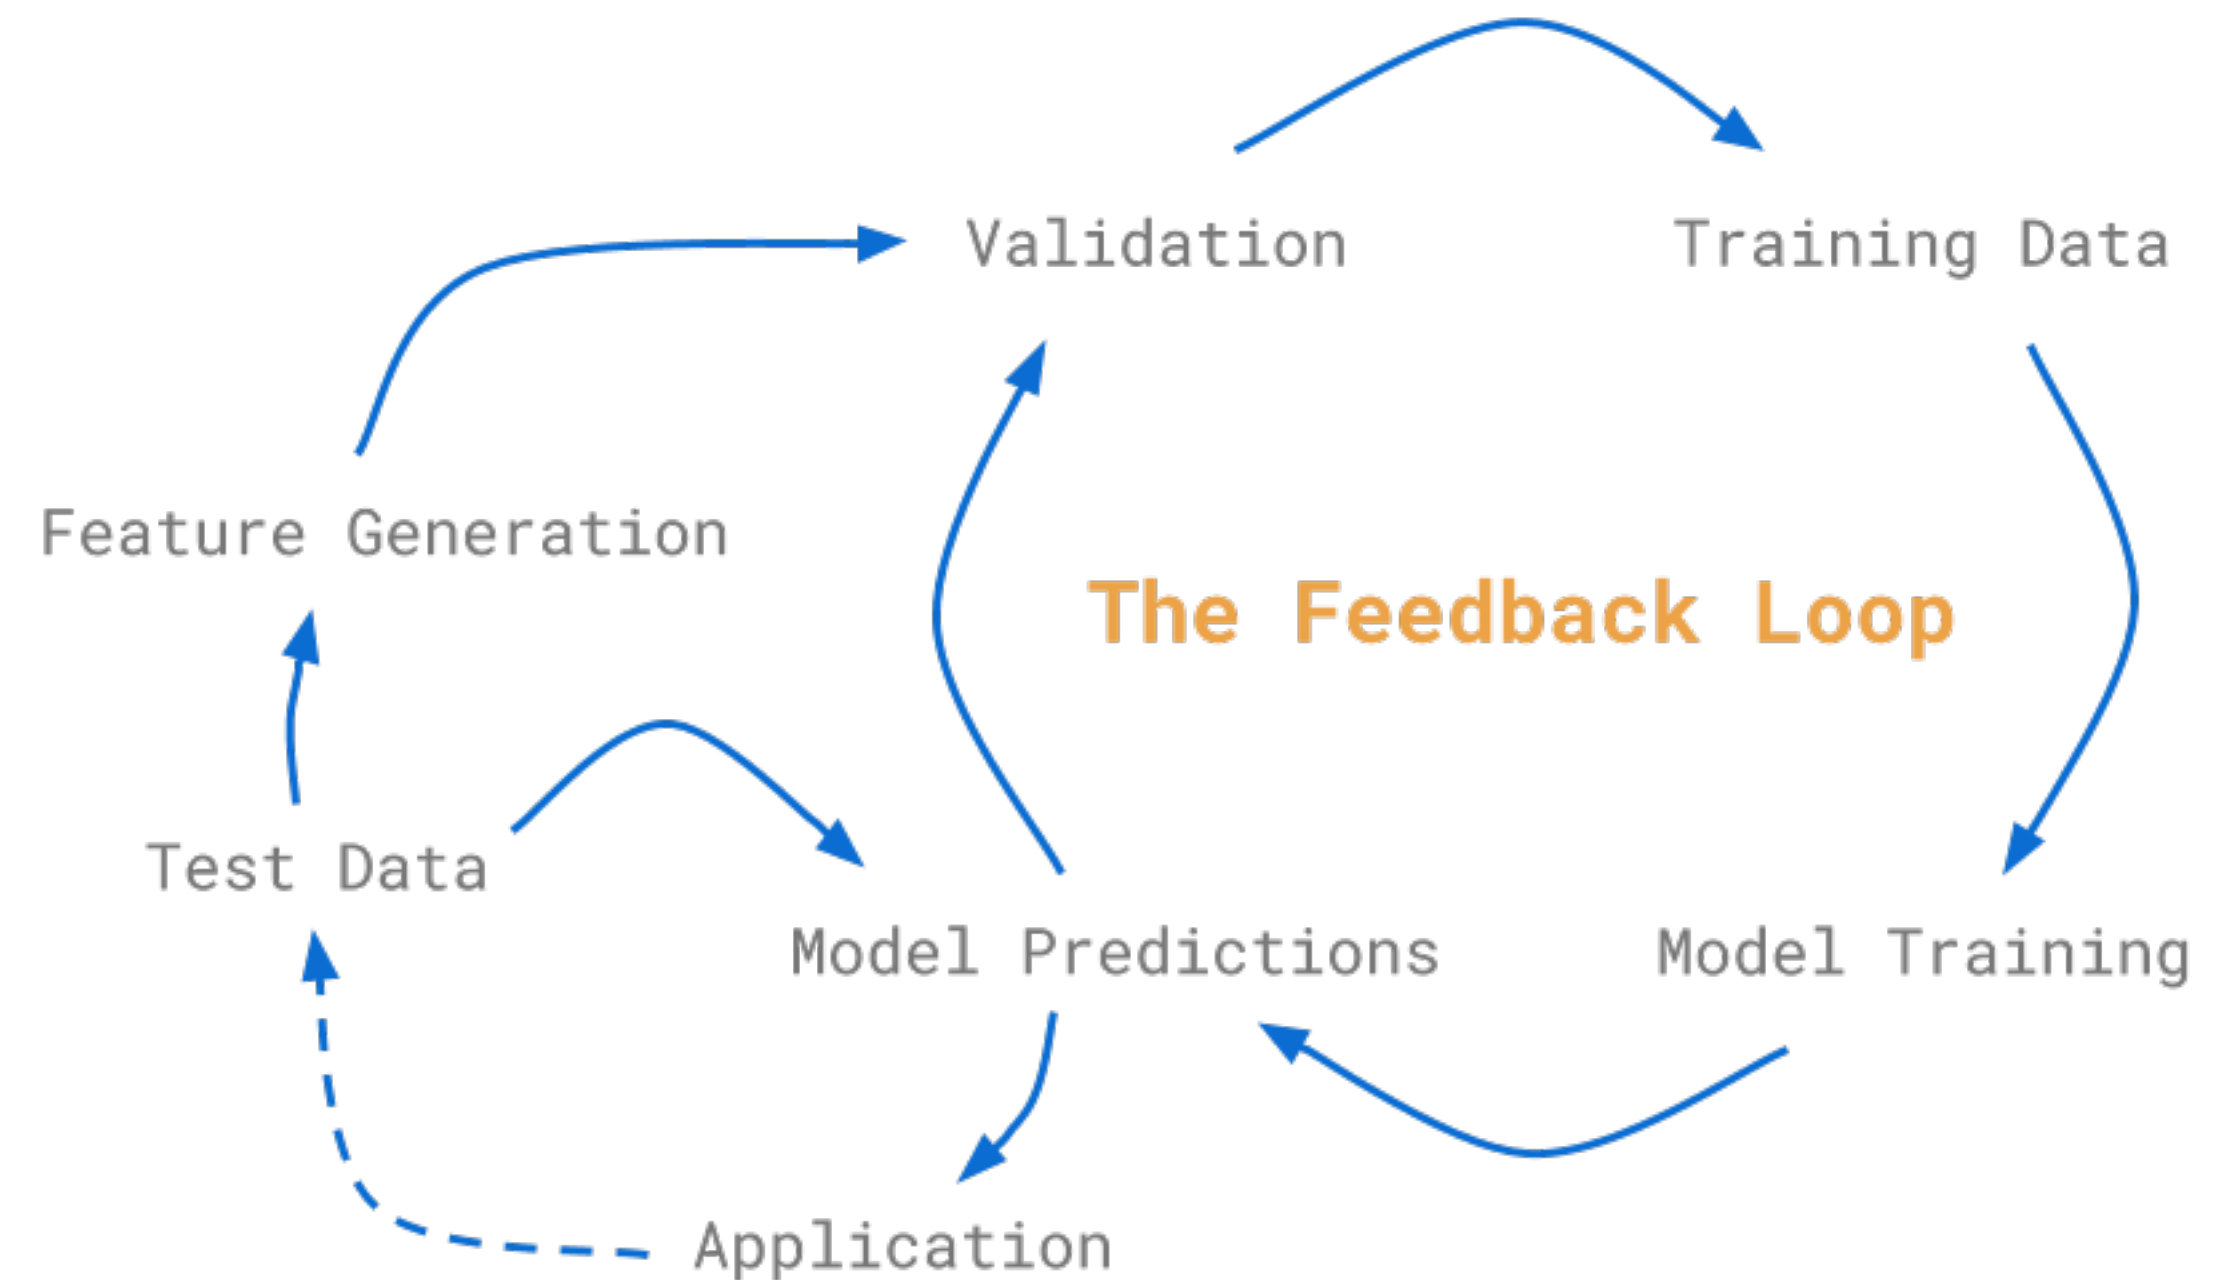 Validation
Training Data
Feature Generation
The Feedback Loop
Test Data
Model Predictions
Model Training
Application